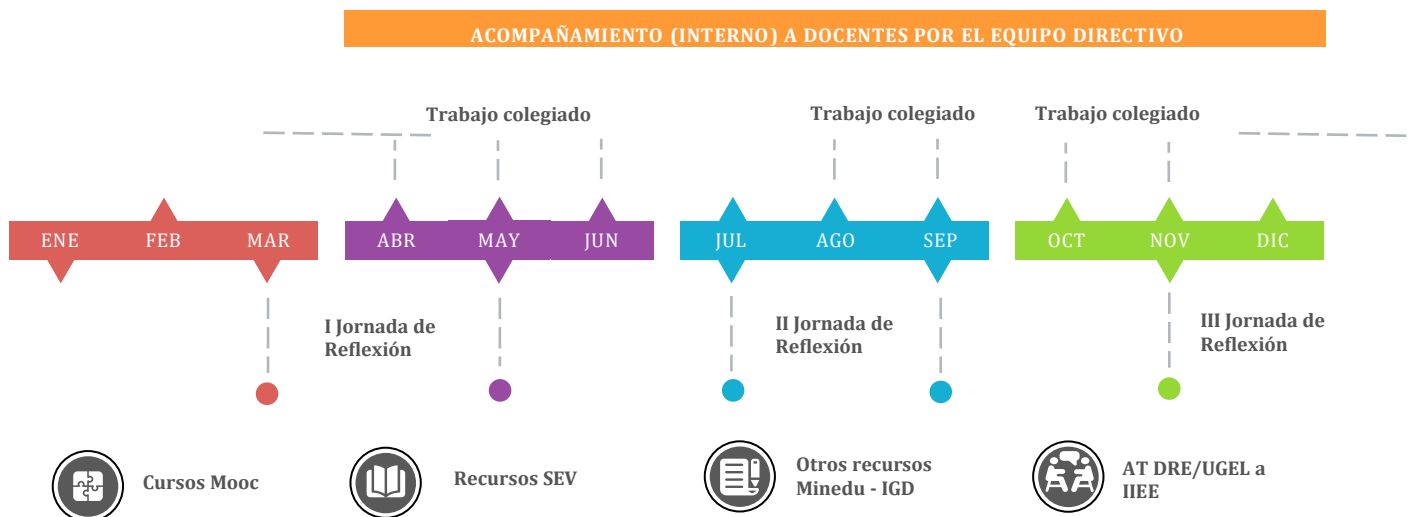 ACOMPAÑAMIENTO (INTERNO) A DOCENTES POR EL EQUIPO DIRECTIVO
Trabajo colegiado
Trabajo colegiado
Trabajo colegiado
ENE
FEB
MAR
ABR
MAY
JUN
JUL
AGO
SEP
OCT
NOV
DIC
I Jornada de
Reflexión
II Jornada de
Reflexión
III Jornada de
Reflexión
Cursos Mooc
Recursos SEV
Otros recursos
Minedu - IGD
AT DRE/UGEL a
IIEE